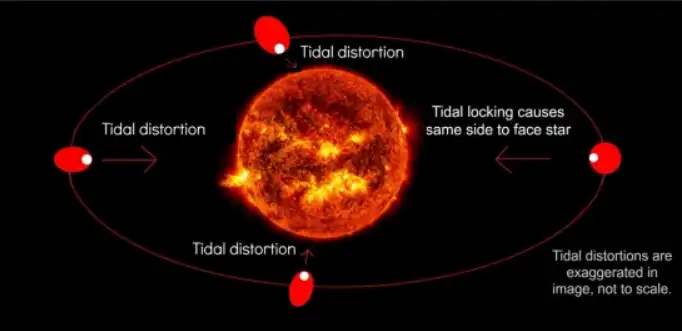 Tidal distortion
Tidal distortion
Tidal locking causes
same side to face star
Tidal distortion
Tidal distortions are
exaggerated in
image, not to scale.